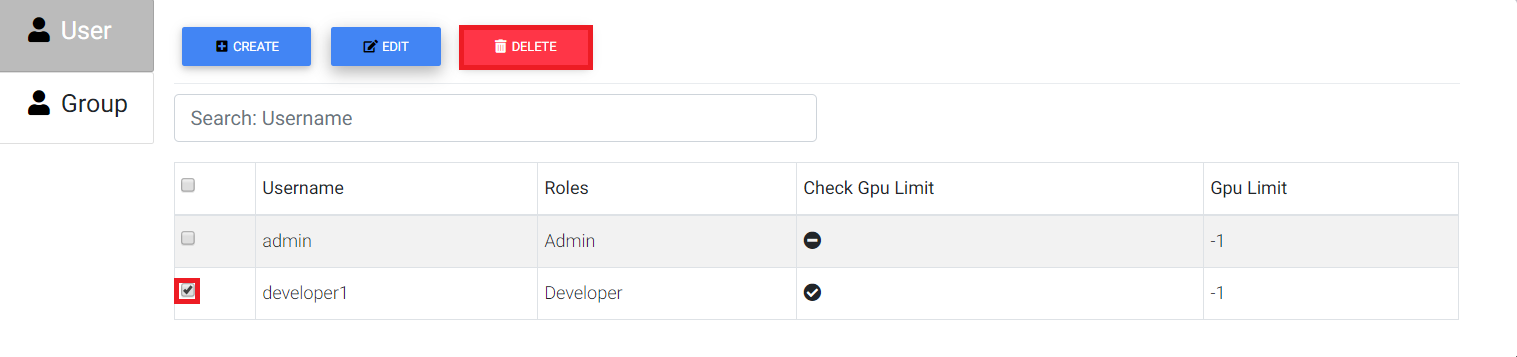 User
Group
CREATE EDIT DELETE
Search: Username
Username Roles Check Gpu Limit Gpu Limit
admin Admin -1
developer1 Developer -1